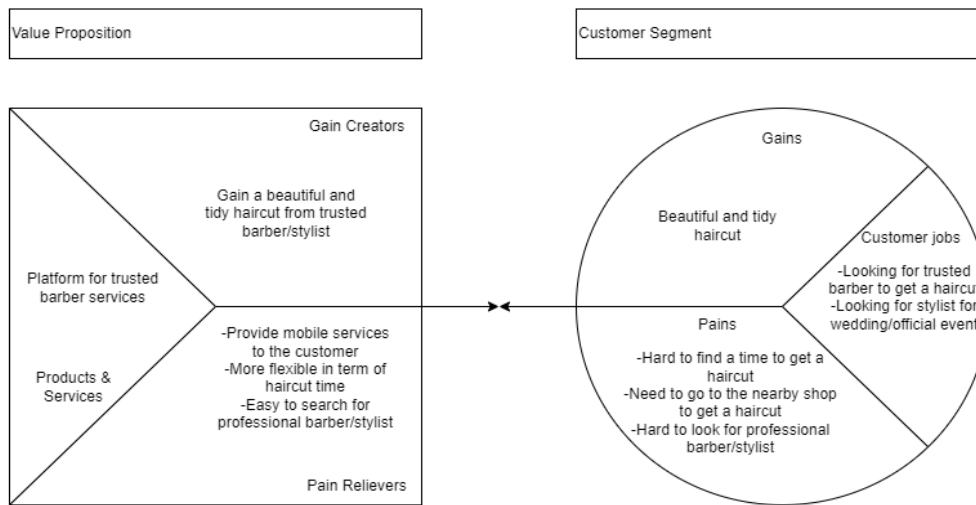 Value Proposition
Customer Segment
Gain Creators
Gain a beautiful and
tidy haircut from trusted
barber/stylist
Platform for trusted
barber services
Products &
Services
-Provide mobile services
to the customer
-More flexible in term of
haircut time
-Easy to search for
professional barber/stylist
Pain Relievers
Gains
Beautiful and tidy
haircut
Customer jobs
-Looking for trusted
barber to get a haircut
-Looking for stylist for
wedding/official event
Pains
-Hard to find a time to get a
haircut
-Need to go to the nearby shop
to get a haircut
-Hard to look for professional
barber/stylist